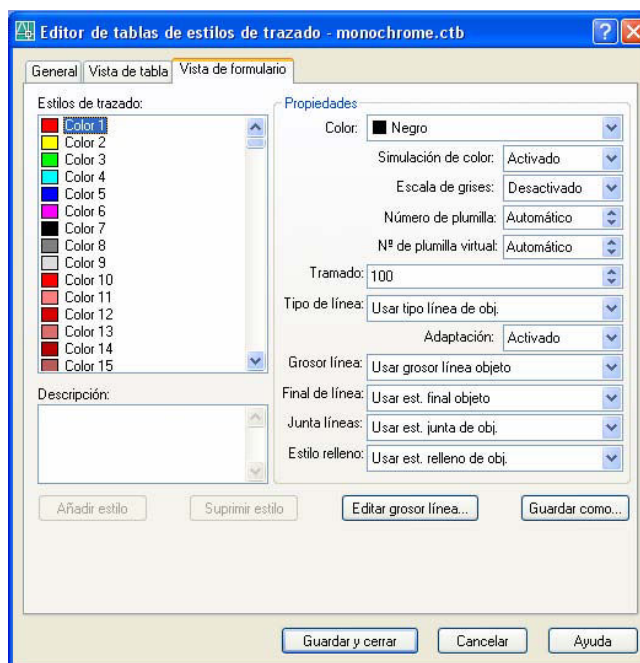 Editor de tablas de estilos de trazado - monochrome.ctb
General Vista de tabla Vista de formulario
Estilos de trazado:
Color 1
Color 2
Color 3
Color 4
Color 5
Color 6
Color 7
Color 8
Color 9
Color 10
Color 11
Color 12
Color 13
Color 14
Color 15
Descripción:
Propiedades
Color: Negro
Simulación de color: Activado
Escala de grises: Desactivado
Número de plumilla: Automático
Nº de plumilla virtual: Automático
Tramado: 100
Tipo de línea: Usar tipo línea de obj.
Adaptación: Activado
Grosor línea: Usar grosor línea objeto
Final de línea: Usar est. final objeto
Junta líneas: Usar est. junta de obj.
Estilo relleno: Usar est. relleno de obj.
Añadir estilo Suprimir estilo Editar grosor línea... Guardar como...
Guardar y cerrar Cancelar Ayuda